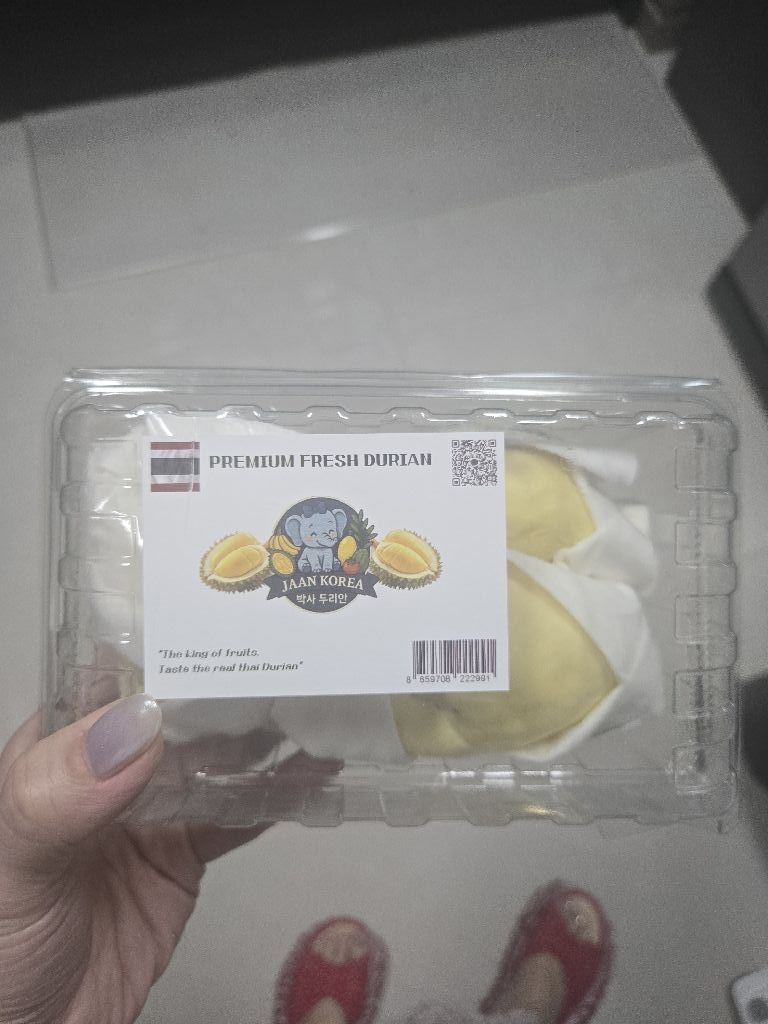 PREMIUM FRESH DURIAN
JAAN KOREA
박사 두리안
"The king of fruits.
Taste the real thai Durian"
8 859708 222991